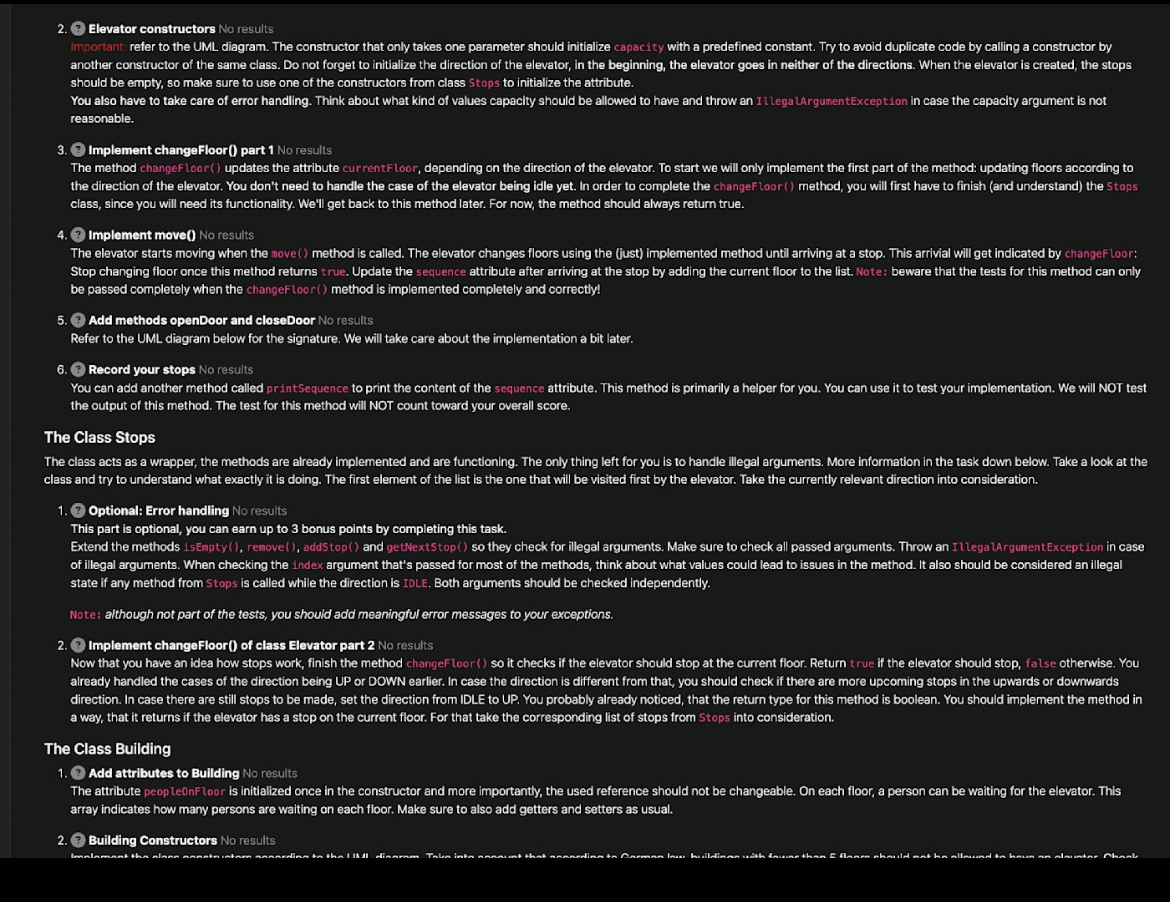 2. Elevator constructors No results
Important: refer to the UML diagram. The constructor that only takes one parameter should initialize capacity with a predefined constant. Try to avoid duplicate code by calling a constructor by
another constructor of the same class. Do not forget to initialize the direction of the elevator, in the beginning, the elevator goes in neither of the directions. When the elevator is created, the stops
should be empty, so make sure to use one of the constructors from class Stops to initialize the attribute.
You also have to take care of error handling. Think about what kind of values capacity should be allowed to have and throw an IllegalArgumentException in case the capacity argument is not
reasonable.
3. Implement changeFloor() part 1 No results
The method changeFloor() updates the attribute currentFloor, depending on the direction of the elevator. To start we will only implement the first part of the method: updating floors according to
the direction of the elevator. You don't need to handle the case of the elevator being idle yet. In order to complete the changeFloor() method, you will first have to finish (and understand) the Stops
class, since you will need its functionality. We'll get back to this method later. For now, the method should always return true.
4. Implement move() No results
The elevator starts moving when the move() method is called. The elevator changes floors using the (just) implemented method until arriving at a stop. This arrivial will get indicated by changeFloor:
Stop changing floor once this method returns true. Update the sequence attribute after arriving at the stop by adding the current floor to the list. Note: beware that the tests for this method can only
be passed completely when the changeFloor() method is implemented completely and correctly!
5. Add methods openDoor and closeDoor No results
Refer to the UML diagram below for the signature. We will take care about the implementation a bit later.
6. Record your stops No results
You can add another method called printSequence to print the content of the sequence attribute. This method is primarily a helper for you. You can use it to test your implementation. We will NOT test
the output of this method. The test for this method will NOT count toward your overall score.
The Class Stops
The class acts as a wrapper, the methods are already implemented and are functioning. The only thing left for you is to handle illegal arguments. More information in the task down below. Take a look at the
class and try to understand what exactly it is doing. The first element of the list is the one that will be visited first by the elevator. Take the currently relevant direction into consideration.
1. Optional: Error handling No results
This part is optional, you can earn up to 3 bonus points by completing this task.
Extend the methods isEmpty(), remove(), addStop() and getNextStop() so they check for illegal arguments. Make sure to check all passed arguments. Throw an IllegalArgumentException in case
of illegal arguments. When checking the index argument that's passed for most of the methods, think about what values could lead to issues in the method. It also should be considered an illegal
state if any method from Stops is called while the direction is IDLE. Both arguments should be checked independently.
Note: although not part of the tests, you should add meaningful error messages to your exceptions.
2. Implement changeFloor() of class Elevator part 2 No results
Now that you have an idea how stops work, finish the method changeFloor() so it checks if the elevator should stop at the current floor. Return true if the elevator should stop, false otherwise. You
already handled the cases of the direction being UP or DOWN earlier. In case the direction is different from that, you should check if there are more upcoming stops in the upwards or downwards
direction. In case there are still stops to be made, set the direction from IDLE to UP. You probably already noticed, that the return type for this method is boolean. You should implement the method in
a way, that it returns if the elevator has a stop on the current floor. For that take the corresponding list of stops from Stops into consideration.
The Class Building
1. Add attributes to Building No results
The attribute peopleOnFloor is initialized once in the constructor and more importantly, the used reference should not be changeable. On each floor, a person can be waiting for the elevator. This
array indicates how many persons are waiting on each floor. Make sure to also add getters and setters as usual.
2. Building Constructors No results
Implement the class constructors according to the UML diagram. Take into account that according to German law, buildings with fewer than 5 floors should not be allowed to have an elevator. Check